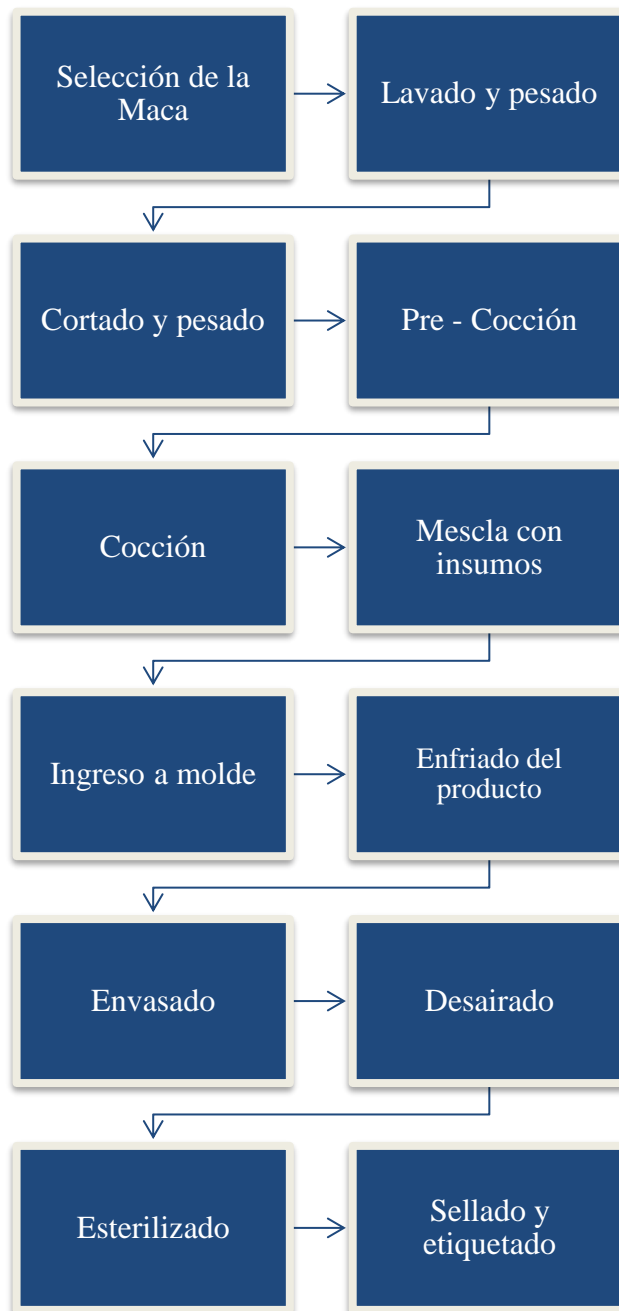 Selección de la
Maca
Lavado y pesado
Cortado y pesado
Pre - Cocción
Cocción
Mescla con
insumos
Ingreso a molde
Enfriado del
producto
Envasado
Desairado
Esterilizado
Sellado y
etiquetado